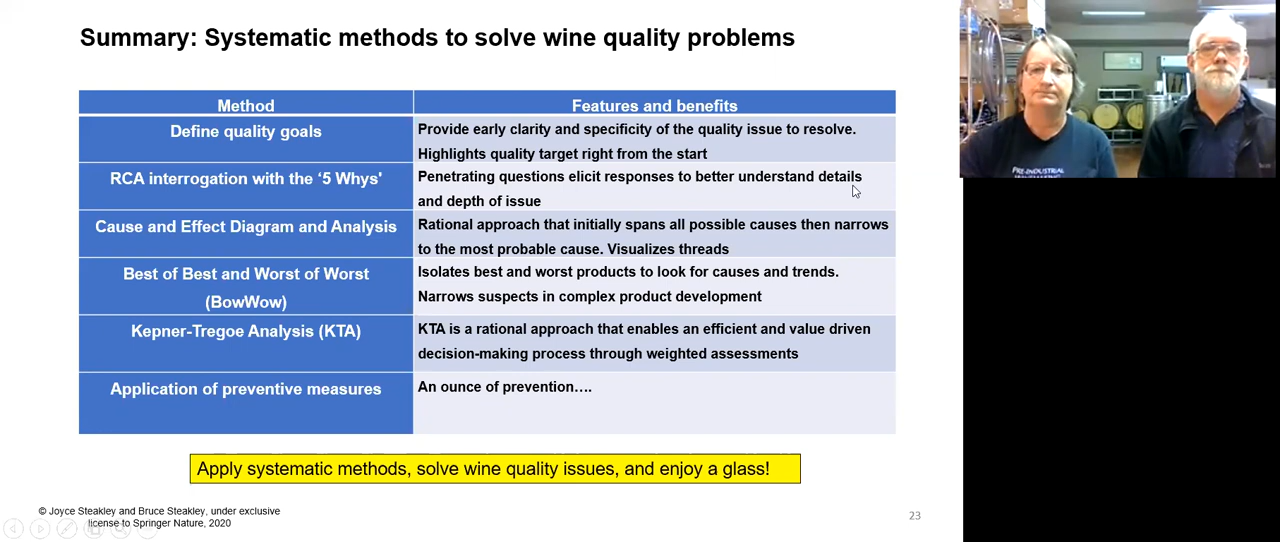 Summary: Systematic methods to solve wine quality problems
Method
Features and benefits
Define quality goals
Provide early clarity and specificity of the quality issue to resolve.
Highlights quality target right from the start
RCA interrogation with the ‘5 Whys'
Penetrating questions elicit responses to better understand details
and depth of issue
Cause and Effect Diagram and Analysis
Rational approach that initially spans all possible causes then narrows
to the most probable cause. Visualizes threads
Best of Best and Worst of Worst
(BowWow)
Isolates best and worst products to look for causes and trends.
Narrows suspects in complex product development
Kepner-Tregoe Analysis (KTA)
KTA is a rational approach that enables an efficient and value driven
decision-making process through weighted assessments
Application of preventive measures
An ounce of prevention….
Apply systematic methods, solve wine quality issues, and enjoy a glass!
© Joyce Steakley and Bruce Steakley, under exclusive
license to Springer Nature, 2020
23
PRE-INDUSTRIAL